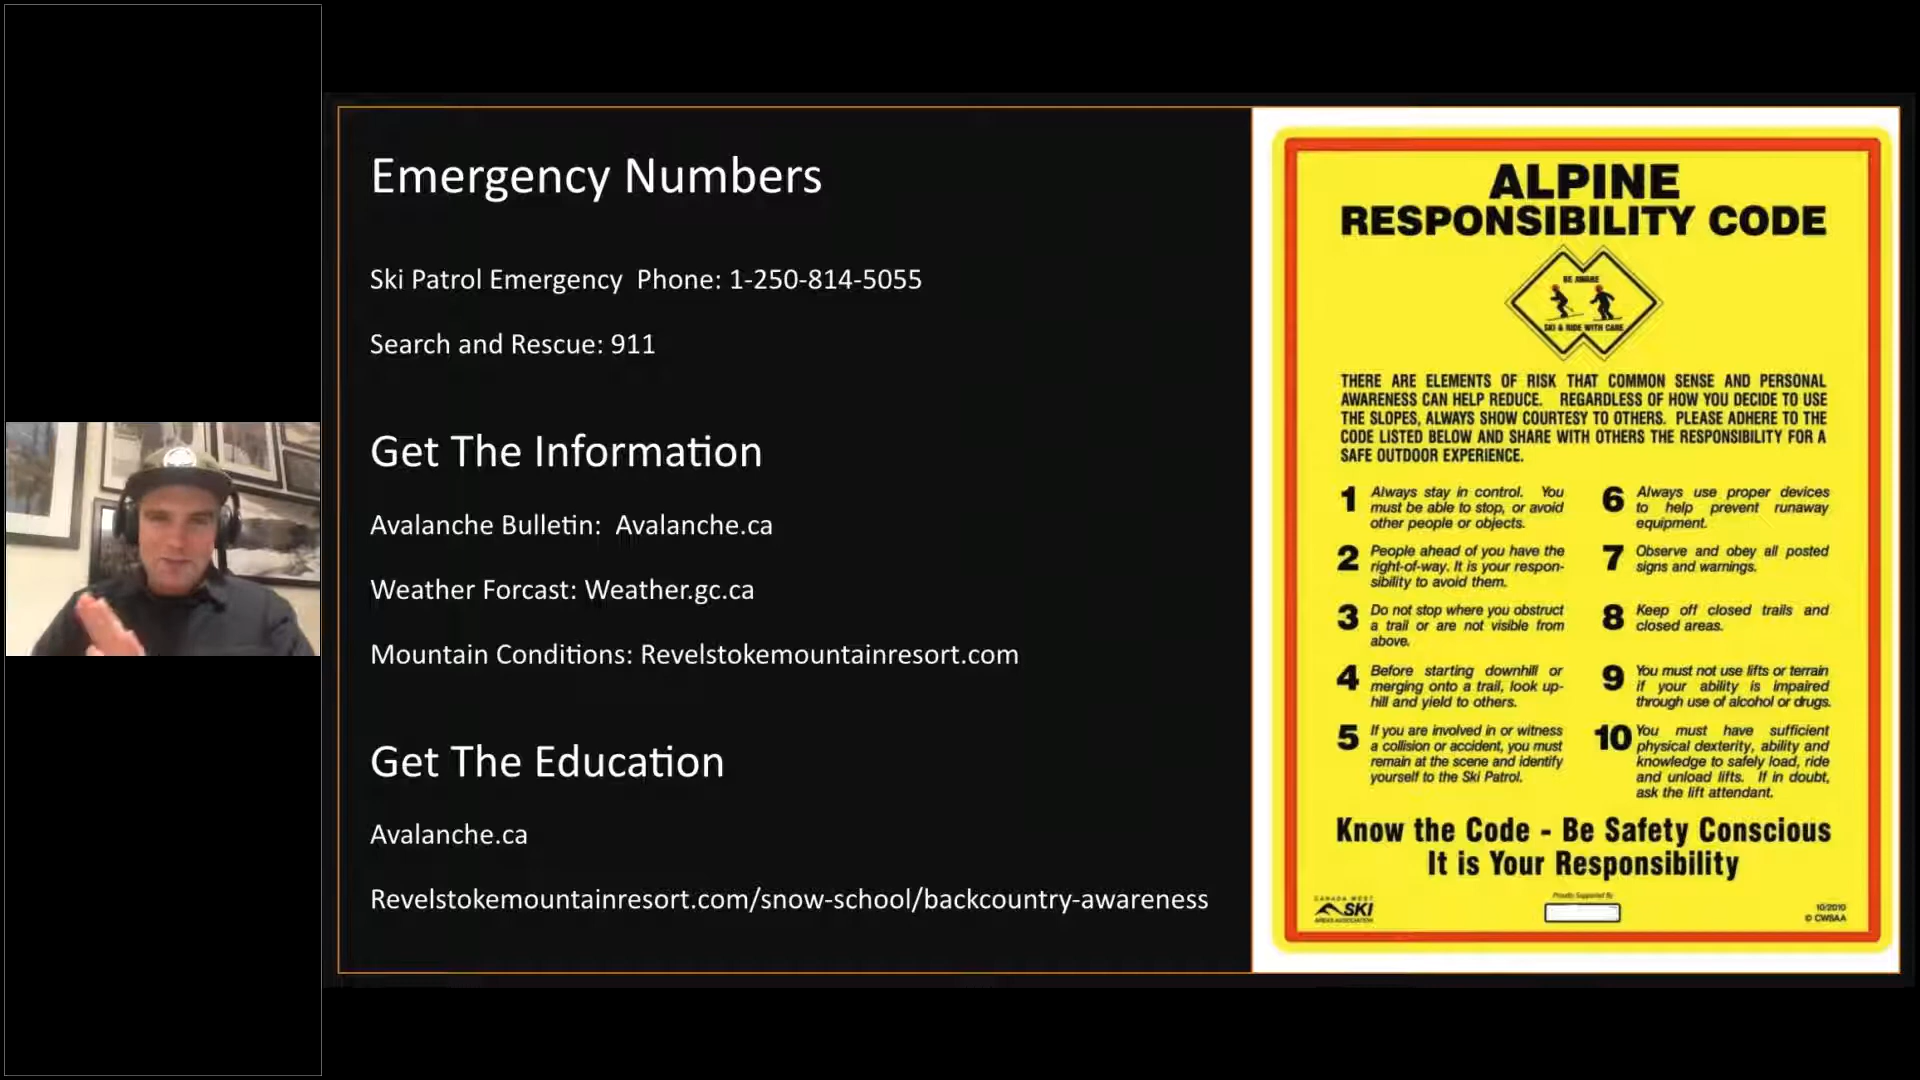 Emergency Numbers
Ski Patrol Emergency  Phone: 1-250-814-5055
Search and Rescue: 911
Get The Information
Avalanche Bulletin:  Avalanche.ca
Weather Forcast: Weather.gc.ca
Mountain Conditions: Revelstokemountainresort.com
Get The Education
Avalanche.ca
Revelstokemountainresort.com/snow-school/backcountry-awareness
ALPINE
RESPONSIBILITY CODE
BE AWARE
SKI & RIDE WITH CARE
THERE ARE ELEMENTS OF RISK THAT COMMON SENSE AND PERSONAL
AWARENESS CAN HELP REDUCE. REGARDLESS OF HOW YOU DECIDE TO USE
THE SLOPES, ALWAYS SHOW COURTESY TO OTHERS. PLEASE ADHERE TO THE
CODE LISTED BELOW AND SHARE WITH OTHERS THE RESPONSIBILITY FOR A
SAFE OUTDOOR EXPERIENCE.
1 Always stay in control. You
must be able to stop, or avoid
other people or objects.
2 People ahead of you have the
right-of-way. It is your respon-
sibility to avoid them.
3 Do not stop where you obstruct
a trail or are not visible from
above.
4 Before starting downhill or
merging onto a trail, look up-
hill and yield to others.
5 If you are involved in or witness
a collision or accident, you must
remain at the scene and identify
yourself to the Ski Patrol.
6 Always use proper devices
to help prevent runaway
equipment.
7 Observe and obey all posted
signs and warnings.
8 Keep off closed trails and
closed areas.
9 You must not use lifts or terrain
if your ability is impaired
through use of alcohol or drugs.
10 You must have sufficient
physical dexterity, ability and
knowledge to safely load, ride
and unload lifts. If in doubt,
ask the lift attendant.
Know the Code - Be Safety Conscious
It is Your Responsibility
CANADA WEST
SKI
AREAS ASSOCIATION
Proudly Supported By
10/2010
© CWSAA